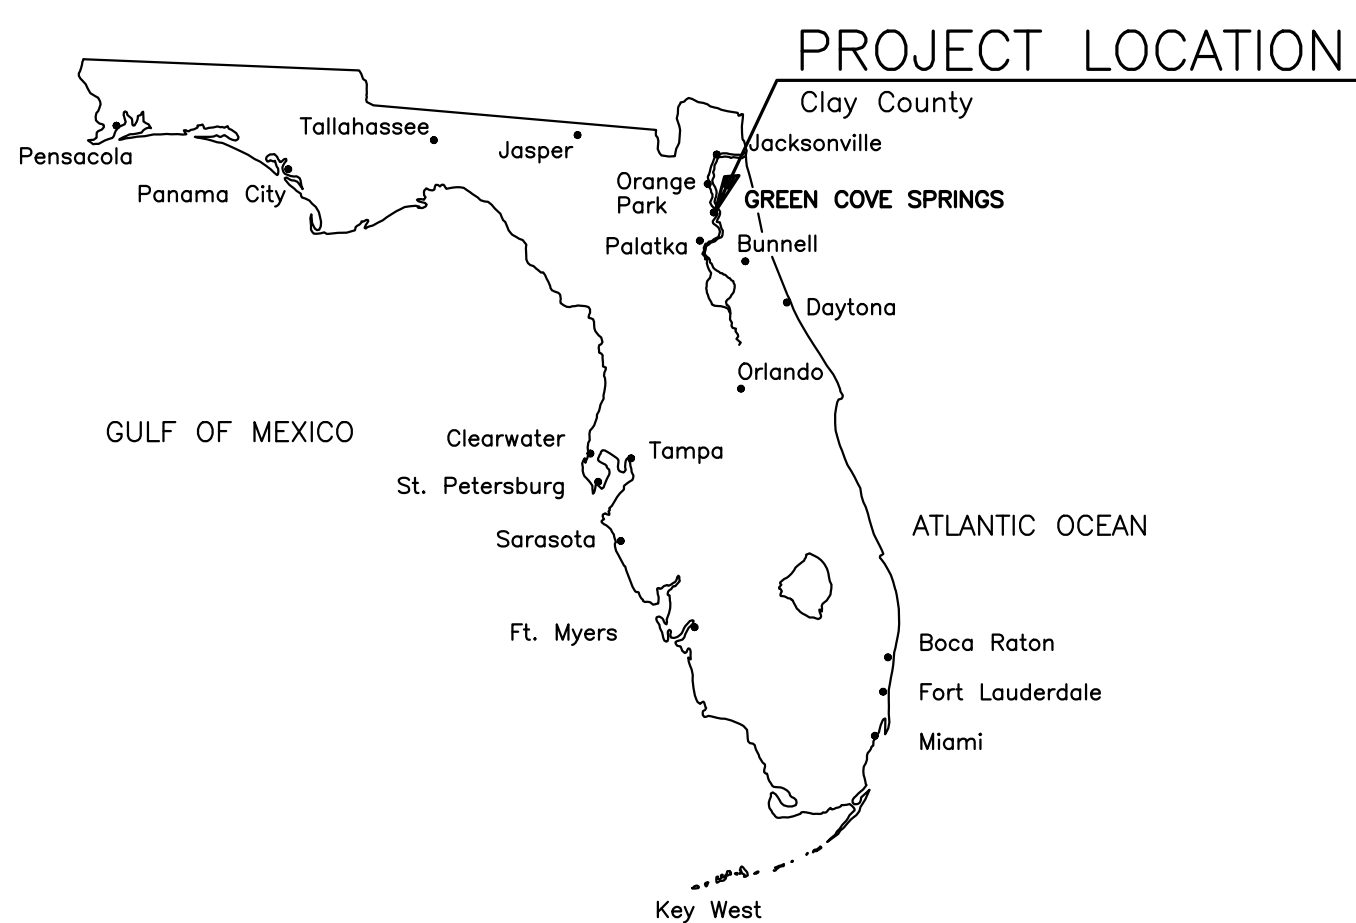 PROJECT LOCATION
Clay County
Tallahassee
Jasper
Jacksonville
Pensacola
Panama City
Orange
Park
GREEN COVE SPRINGS
Palatka
Bunnell
Daytona
Orlando
GULF OF MEXICO
Clearwater
Tampa
St. Petersburg
ATLANTIC OCEAN
Sarasota
Ft. Myers
Boca Raton
Fort Lauderdale
Miami
Key West